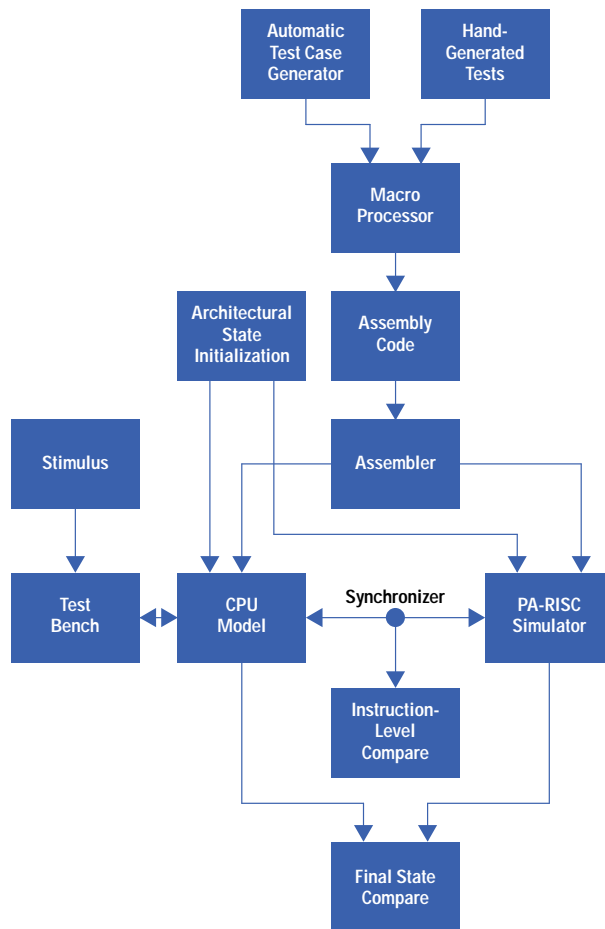 Automatic
Test Case
Generator
Hand-
Generated
Tests
Macro
Processor
Architectural
State
Initialization
Assembly
Code
Stimulus
Assembler
Test
Bench
CPU
Model
Synchronizer
PA-RISC
Simulator
Instruction-
Level
Compare
Final State
Compare